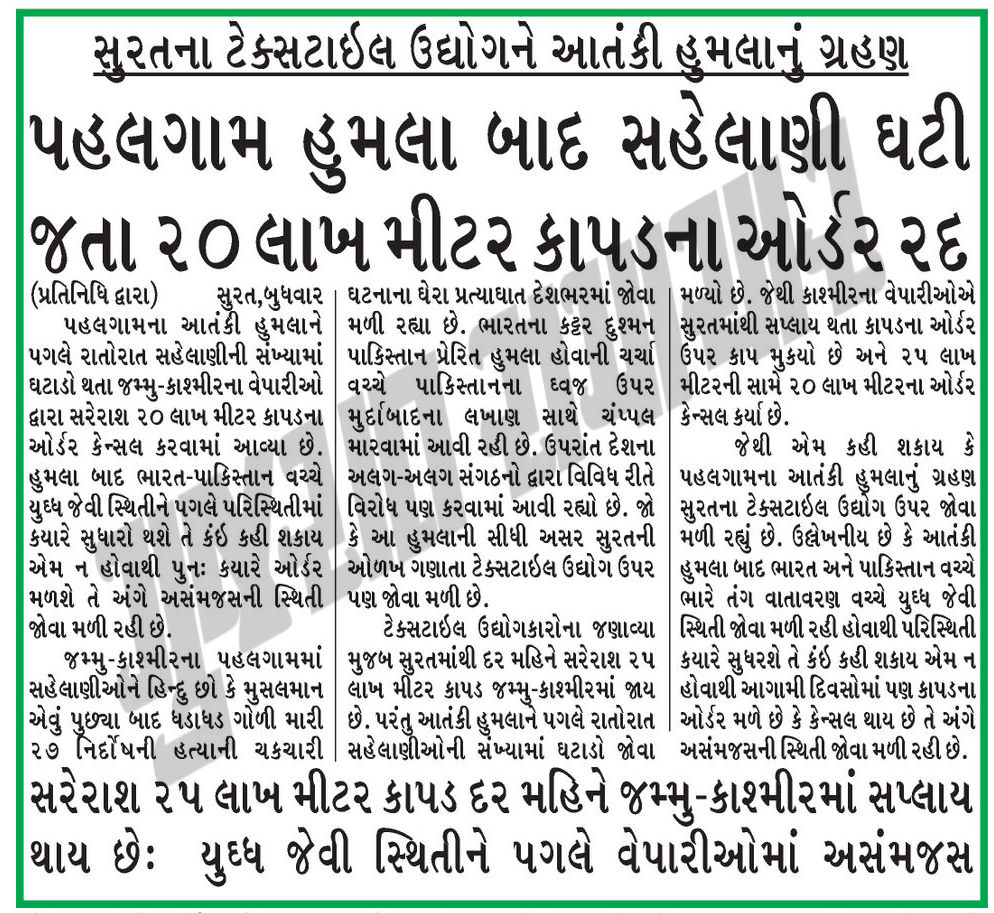 સુરતના ટેક્સટાઇલ ઉદ્યોગને આતંકી હુમલાનું ગ્રહણ
પહલગામ હુમલા બાદ સહેલાણી ઘટી
જતા ૨૦ લાખ મીટર કાપડના ઓર્ડર રદ
(પ્રતિનિધિ દ્વારા) સુરત,બુધવાર
પહલગામના આતંકી હુમલાને
પગલે રાતોરાત સહેલાણીની સંખ્યામાં
ઘટાડો થતા જમ્મુ-કાશ્મીરના વેપારીઓ
દ્વારા સરેરાશ ૨૦ લાખ મીટર કાપડના
ઓર્ડર કેન્સલ કરવામાં આવ્યા છે.
હુમલા બાદ ભારત-પાકિસ્તાન વચ્ચે
યુધ્ધ જેવી સ્થિતીને પગલે પરિસ્થિતીમાં
કયારે સુધારા થશે તે કંઇ કહી શકાય
એમ ન હોવાથી પુન: કયારે ઓર્ડર
મળશે તે અંગે અસંમજસની સ્થિતી
જોવા મળી રહી છે.
જમ્મુ-કાશ્મીરના પહલગામમાં
સહેલાણીઓને હિન્દુ છો કે મુસલમાન
એવું પુછ્યા બાદ ધડાધડ ગોળી મારી
૨૭ નિર્દોષની હત્યાની ચકચારી
ઘટનાના ઘેરા પ્રત્યાઘાત દેશભરમાં જોવા
મળી રહ્યા છે. ભારતના કટ્ટર દુશ્મન
પાકિસ્તાન પ્રેરિત હુમલા હોવાની ચર્ચા
વચ્ચે પાકિસ્તાનના ધ્વજ ઉપર
મુર્દાબાદના લખાણ સાથે ચંપ્પલ
મારવામાં આવી રહી છે. ઉપરાંત દેશના
અલગ-અલગ સંગઠનો દ્વારા વિવિધ રીતે
વિરોધ પણ કરવામાં આવી રહ્યો છે. જો
કે આ હુમલાની સીધી અસર સુરતની
ઓળખ ગણાતા ટેક્સટાઇલ ઉદ્યોગ ઉપર
પણ જોવા મળી છે.
ટેક્સટાઇલ ઉદ્યોગકારોના જણાવ્યા
મુજબ સુરતમાંથી દર મહિને સરેરાશ ૨૫
લાખ મીટર કાપડ જમ્મુ-કાશ્મીરમાં જાય
છે. પરંતુ આતંકી હુમલાને પગલે રાતોરાત
સહેલાણીઓની સંખ્યામાં ઘટાડો જોવા
મળ્યો છે. જેથી કાશ્મીરના વેપારીઓએ
સુરતમાંથી સપ્લાય થતા કાપડના ઓર્ડર
ઉપર કાપ મુકયો છે અને ૨૫ લાખ
મીટરની સામે ૨૦ લાખ મીટરના ઓર્ડર
કેન્સલ કર્યા છે.
જેથી એમ કહી શકાય કે
પહલગામના આતંકી હુમલાનું ગ્રહણ
સુરતના ટેક્સટાઇલ ઉદ્યોગ ઉપર જોવા
મળી રહ્યું છે. ઉલ્લેખનીય છે કે આતંકી
હુમલા બાદ ભારત અને પાકિસ્તાન વચ્ચે
ભારે તંગ વાતાવરણ વચ્ચે યુધ્ધ જેવી
સ્થિતી જોવા મળી રહી હોવાથી પરિસ્થિતી
કયારે સુધરશે તે કંઇ કહી શકાય એમ ન
હોવાથી આગામી દિવસોમાં પણ કાપડના
ઓર્ડર મળે છે કે કેન્સલ થાય છે તે અંગે
અસંમજસની સ્થિતી જોવા મળી રહી છે.
સરેરાશ ૨૫ લાખ મીટર કાપડ દર મહિને જમ્મુ-કાશ્મીરમાં સપ્લાય
થાય છે: યુધ્ધ જેવી સ્થિતીને પગલે વેપારીઓમાં અસંમજસ